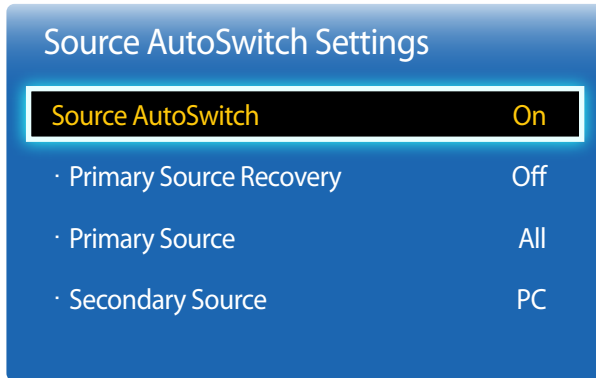 Source AutoSwitch Settings
Source AutoSwitch On
· Primary Source Recovery Off
· Primary Source All
· Secondary Source PC